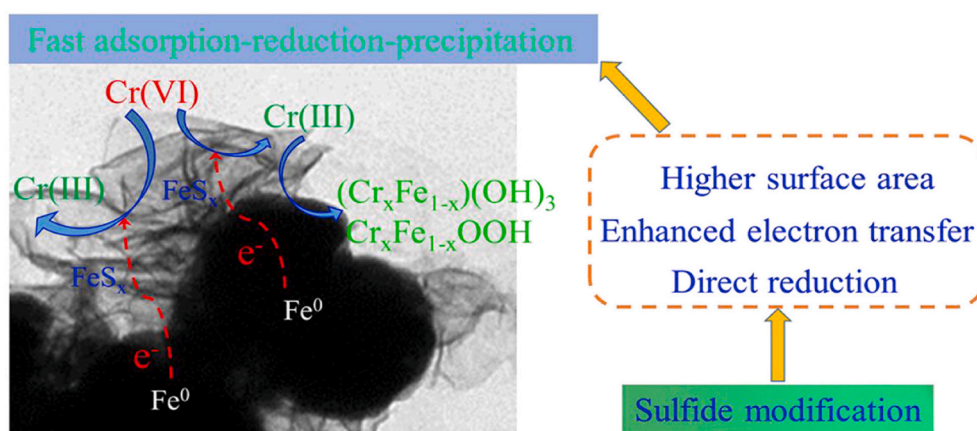 Fast adsorption-reduction-precipitation
Cr(VI)
Cr(III)
Cr(III)
FeSₓ
(CrₓFe₁₋ₓ)(OH)₃
CrₓFe₁₋ₓOOH
e⁻
FeSₓ
Fe⁰
e⁻
Fe⁰
Higher surface area
Enhanced electron transfer
Direct reduction
Sulfide modification